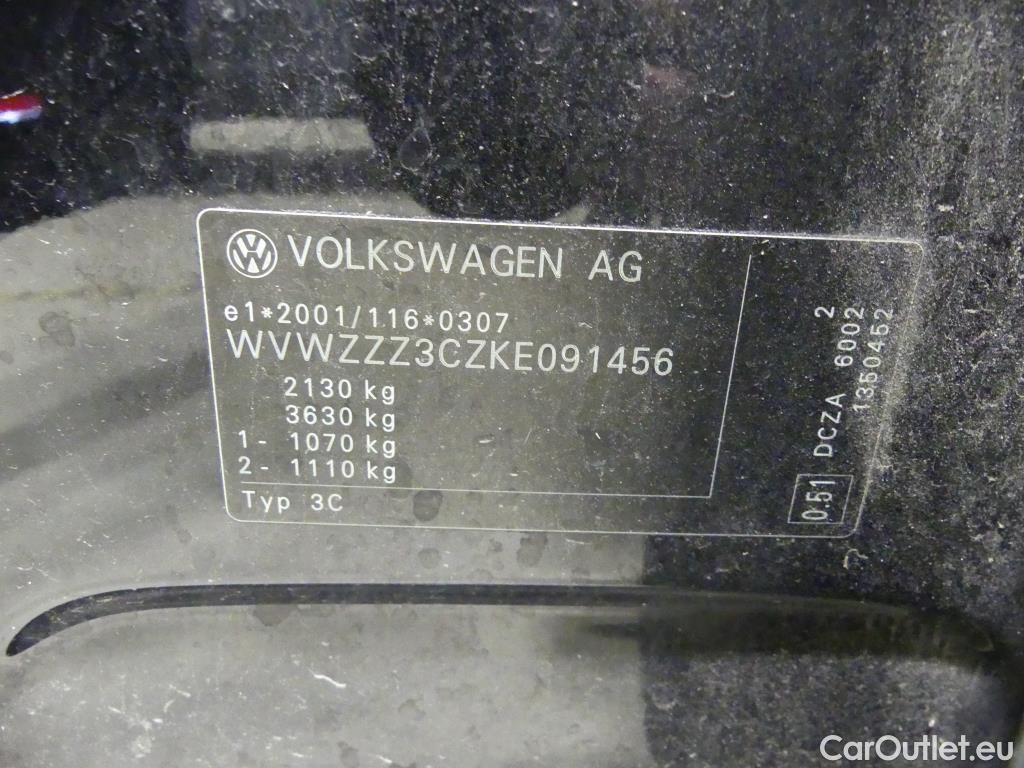 VOLKSWAGEN AG
e1*2001/116*0307
WVWZZZ3CZKE091456
2130 kg
3630 kg
1 - 1070 kg
2 - 1110 kg
Typ 3C
0.51 DCZA 6002 2
1350452
CarOutlet.eu